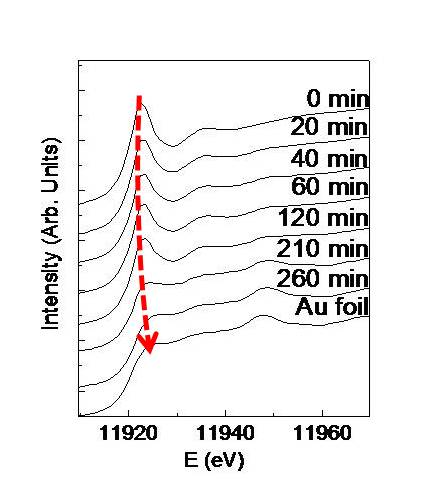 0 min
20 min
40 min
60 min
120 min
210 min
260 min
Au foil
Intensity (Arb. Units)
11920 11940 11960
E (eV)